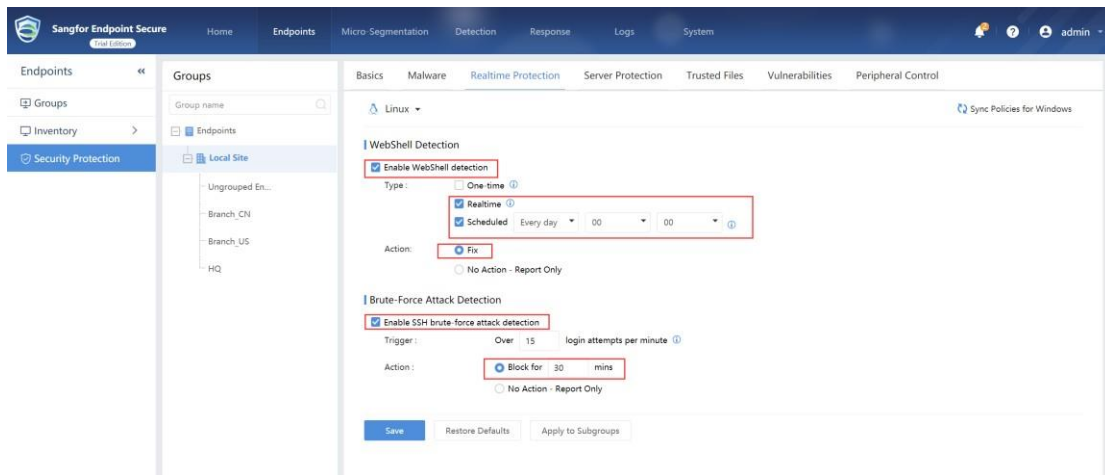 Sangfor Endpoint Secure
Trial Edition
Home Endpoints Micro-Segmentation Detection Response Logs System
2 admin
Endpoints
Groups
Inventory
Security Protection
Groups
Group name
Endpoints
Local Site
Ungrouped En...
Branch_CN
Branch_US
HQ
Basics Malware Realtime Protection Server Protection Trusted Files Vulnerabilities Peripheral Control
Linux Sync Policies for Windows
WebShell Detection
Enable WebShell detection
Type : One-time
Realtime
Scheduled Every day 00 : 00
Action: Fix
No Action - Report Only
Brute-Force Attack Detection
Enable SSH brute-force attack detection
Trigger : Over 15 login attempts per minute
Action : Block for 30 mins
No Action - Report Only
Save Restore Defaults Apply to Subgroups